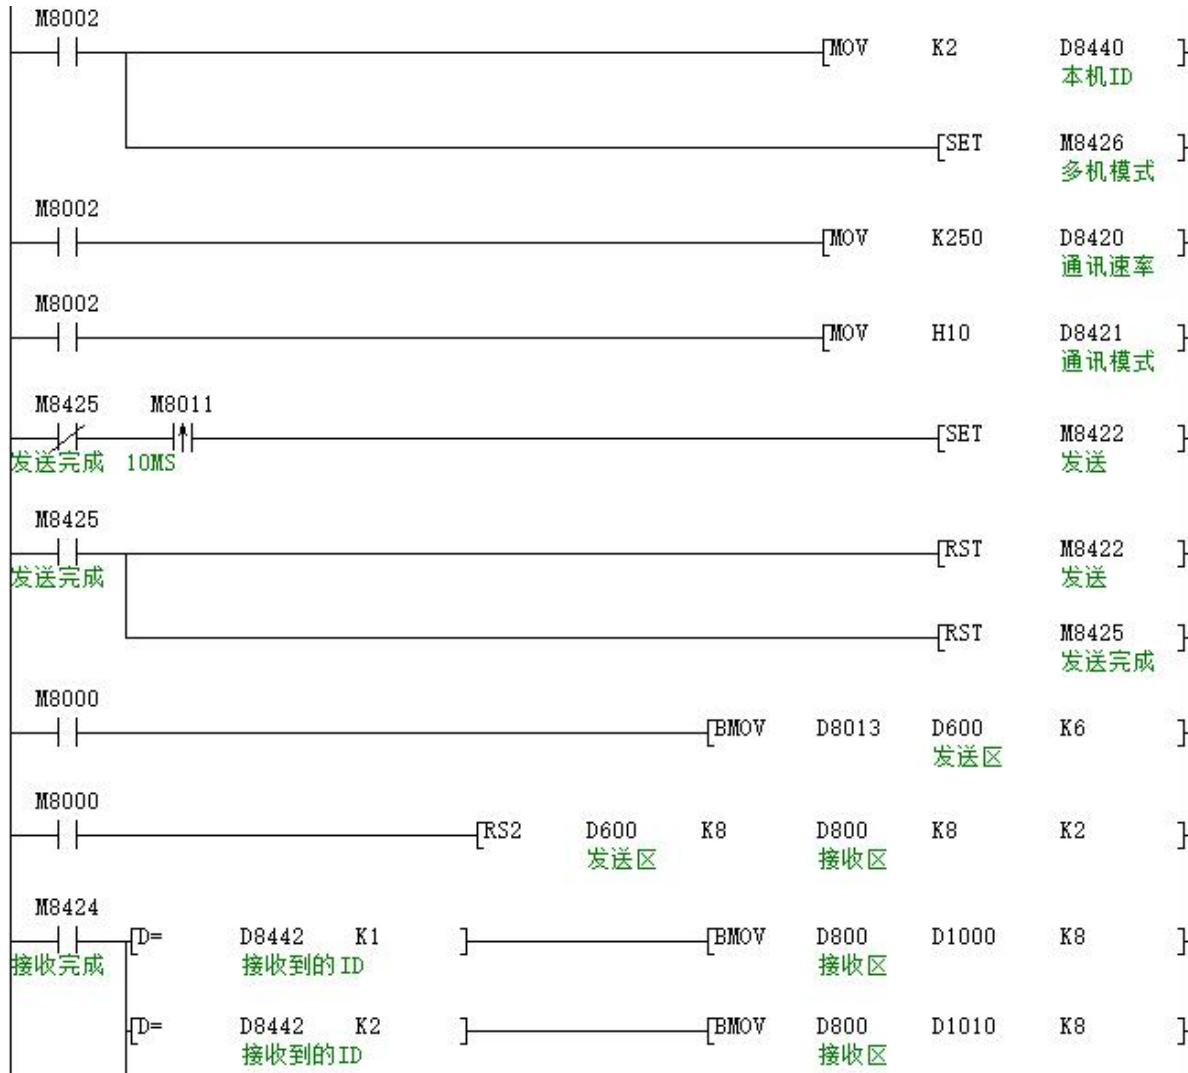 M8002
[MOV K2 D8440 ]
本机ID
[SET M8426 ]
多机模式
M8002
[MOV K250 D8420 ]
通讯速率
M8002
[MOV H10 D8421 ]
通讯模式
M8425 M8011
[SET M8422 ]
发送完成 10MS 发送
M8425
[RST M8422 ]
发送完成 发送
[RST M8425 ]
发送完成
M8000
[BMOV D8013 D600 K6 ]
发送区
M8000
[RS2 D600 K8 D800 K8 K2 ]
发送区 接收区
M8424
[D= D8442 K1 ] [BMOV D800 D1000 K8 ]
接收完成 接收到的ID 接收区
[D= D8442 K2 ] [BMOV D800 D1010 K8 ]
接收到的ID 接收区